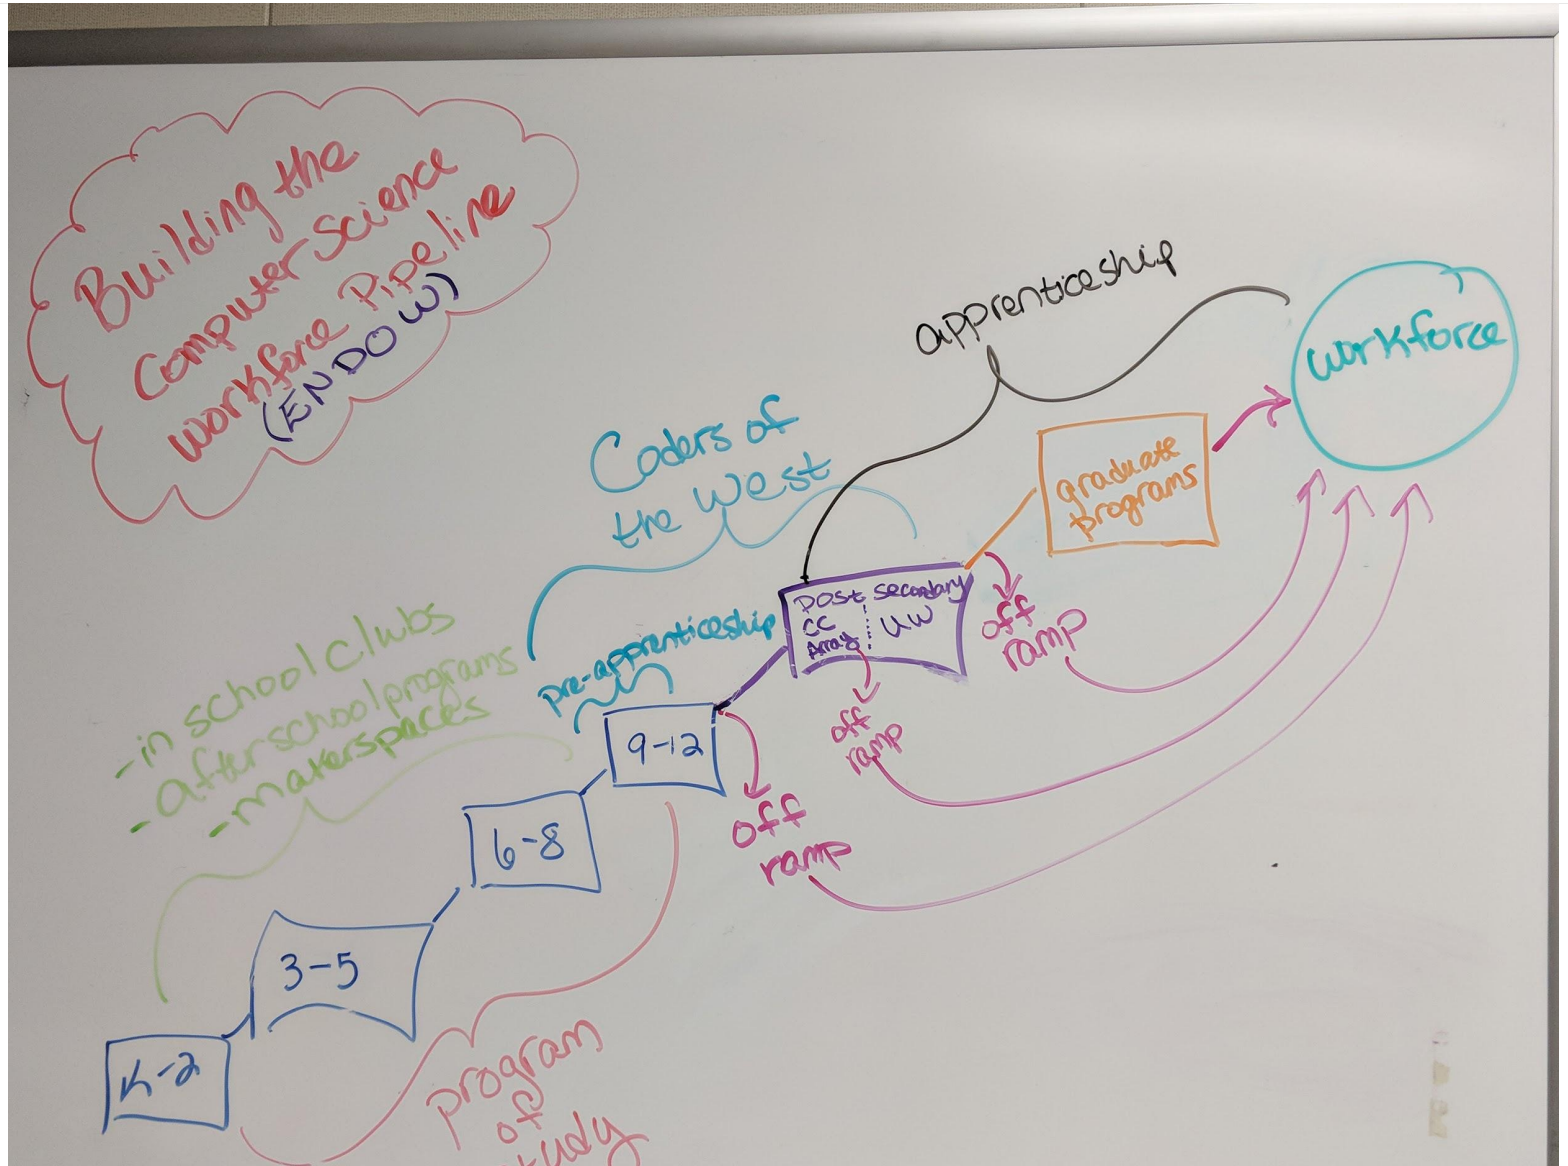 Building the
Computer Science
workforce Pipeline
(ENDOW)
apprenticeship
workforce
Coders of
the West
graduate
programs
post secondary
CC UW
Array
off
ramp
pre-apprenticeship
off
ramp
- in school clubs
- afterschool programs
- makerspaces
9-12
off
ramp
6-8
3-5
K-2
program
of
study